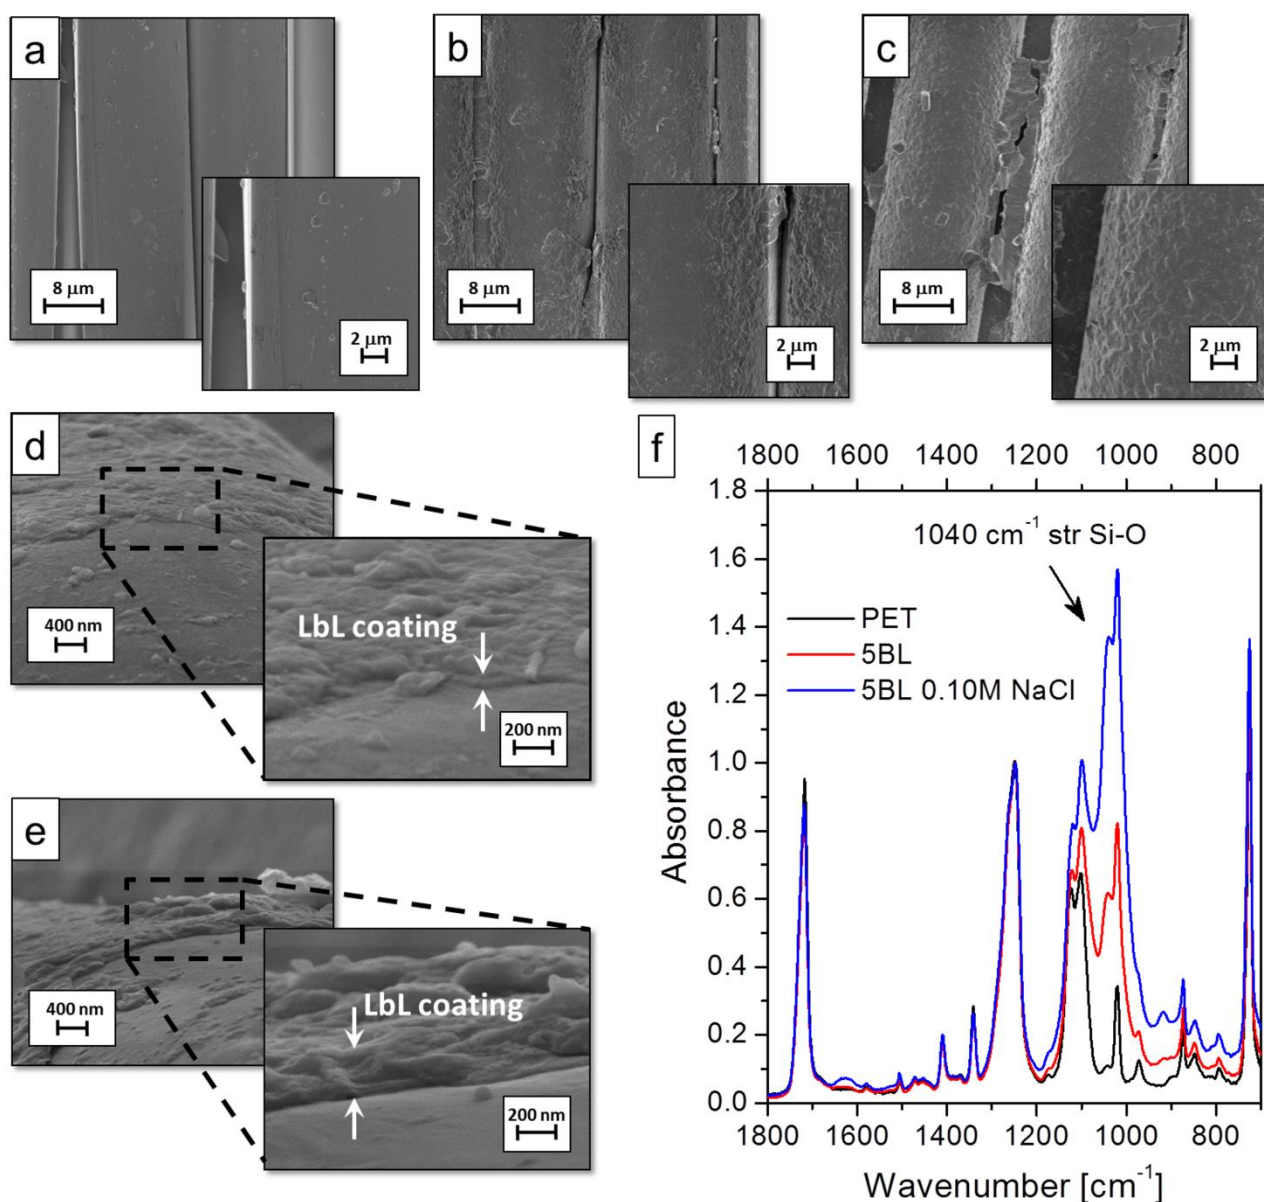 a
8 μm
2 μm
b
8 μm
2 μm
c
8 μm
2 μm
d
400 nm
LbL coating
200 nm
e
400 nm
LbL coating
200 nm
f
1800 1600 1400 1200 1000 800
1.8
1.6
1.4
1.2
1.0
0.8
0.6
0.4
0.2
0.0
Absorbance
1040 cm⁻¹ str Si-O
PET
5BL
5BL 0.10M NaCl
1800 1600 1400 1200 1000 800
Wavenumber [cm⁻¹]